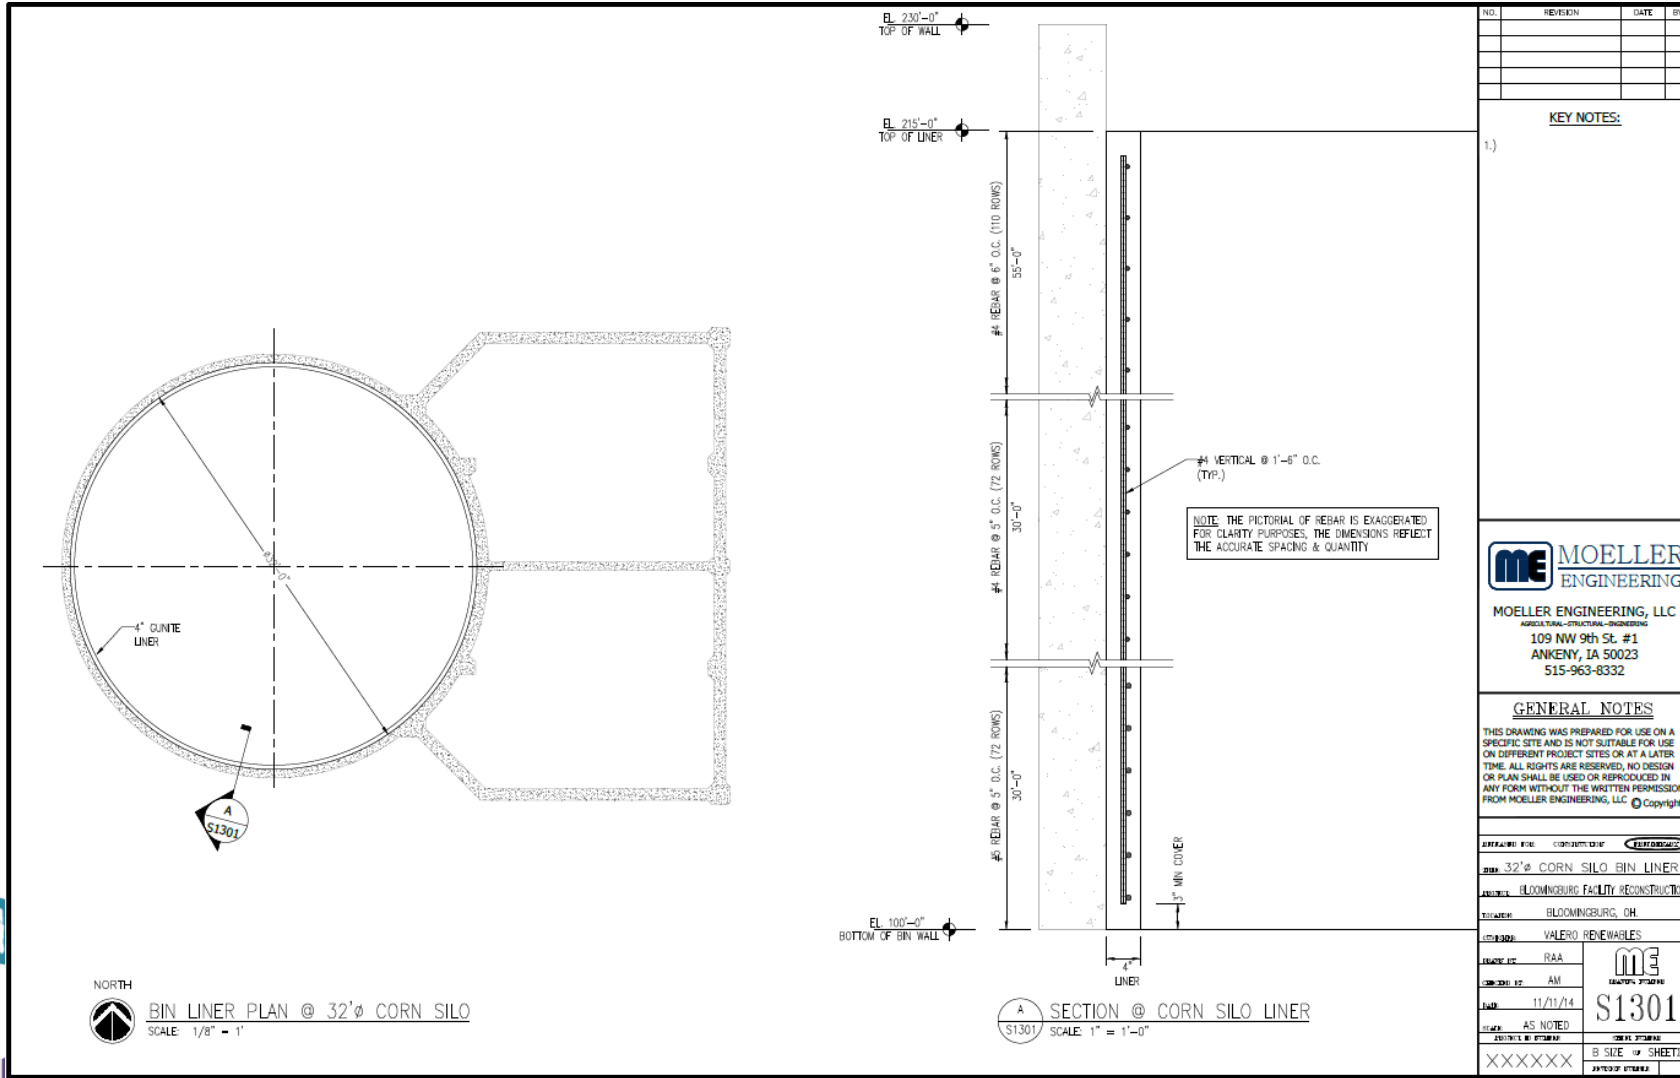 EL. 230'-0"
TOP OF WALL
EL. 215'-0"
TOP OF LINER
#4 REBAR @ 6" O.C. (110 ROWS)
55'-0"
#4 REBAR @ 5" O.C. (72 ROWS)
30'-0"
#5 REBAR @ 5" O.C. (72 ROWS)
30'-0"
#4 VERTICAL @ 1'-6" O.C.
(TYP.)
NOTE: THE PICTORIAL OF REBAR IS EXAGGERATED
FOR CLARITY PURPOSES, THE DIMENSIONS REFLECT
THE ACCURATE SPACING & QUANTITY
3" MIN COVER
EL. 100'-0"
BOTTOM OF BIN WALL
4"
LINER
A
S1301
SECTION @ CORN SILO LINER
SCALE: 1" = 1'-0"
4" GUNITE
LINER
A
S1301
NORTH
BIN LINER PLAN @ 32'ø CORN SILO
SCALE: 1/8" = 1'
NO. REVISION DATE
KEY NOTES:
1.)
ME MOELLER
ENGINEERING
MOELLER ENGINEERING, LLC
AGRICULTURAL-STRUCTURAL-ENGINEERING
109 NW 9th St. #1
ANKENY, IA 50023
515-963-8332
GENERAL NOTES
THIS DRAWING WAS PREPARED FOR USE ON A
SPECIFIC SITE AND IS NOT SUITABLE FOR USE
ON DIFFERENT PROJECT SITES OR AT A LATER
TIME. ALL RIGHTS ARE RESERVED, NO DESIGN
OR PLAN SHALL BE USED OR REPRODUCED IN
ANY FORM WITHOUT THE WRITTEN PERMISSION
FROM MOELLER ENGINEERING, LLC © Copyright
32'ø CORN SILO BIN LINER
BLOOMINGBURG FACILITY RECONSTRUCTIO
BLOOMINGBURG, OH.
VALERO RENEWABLES
RAA
AM
11/11/14
AS NOTED
ME
S1301
XXXXXX
B SIZE SHEET